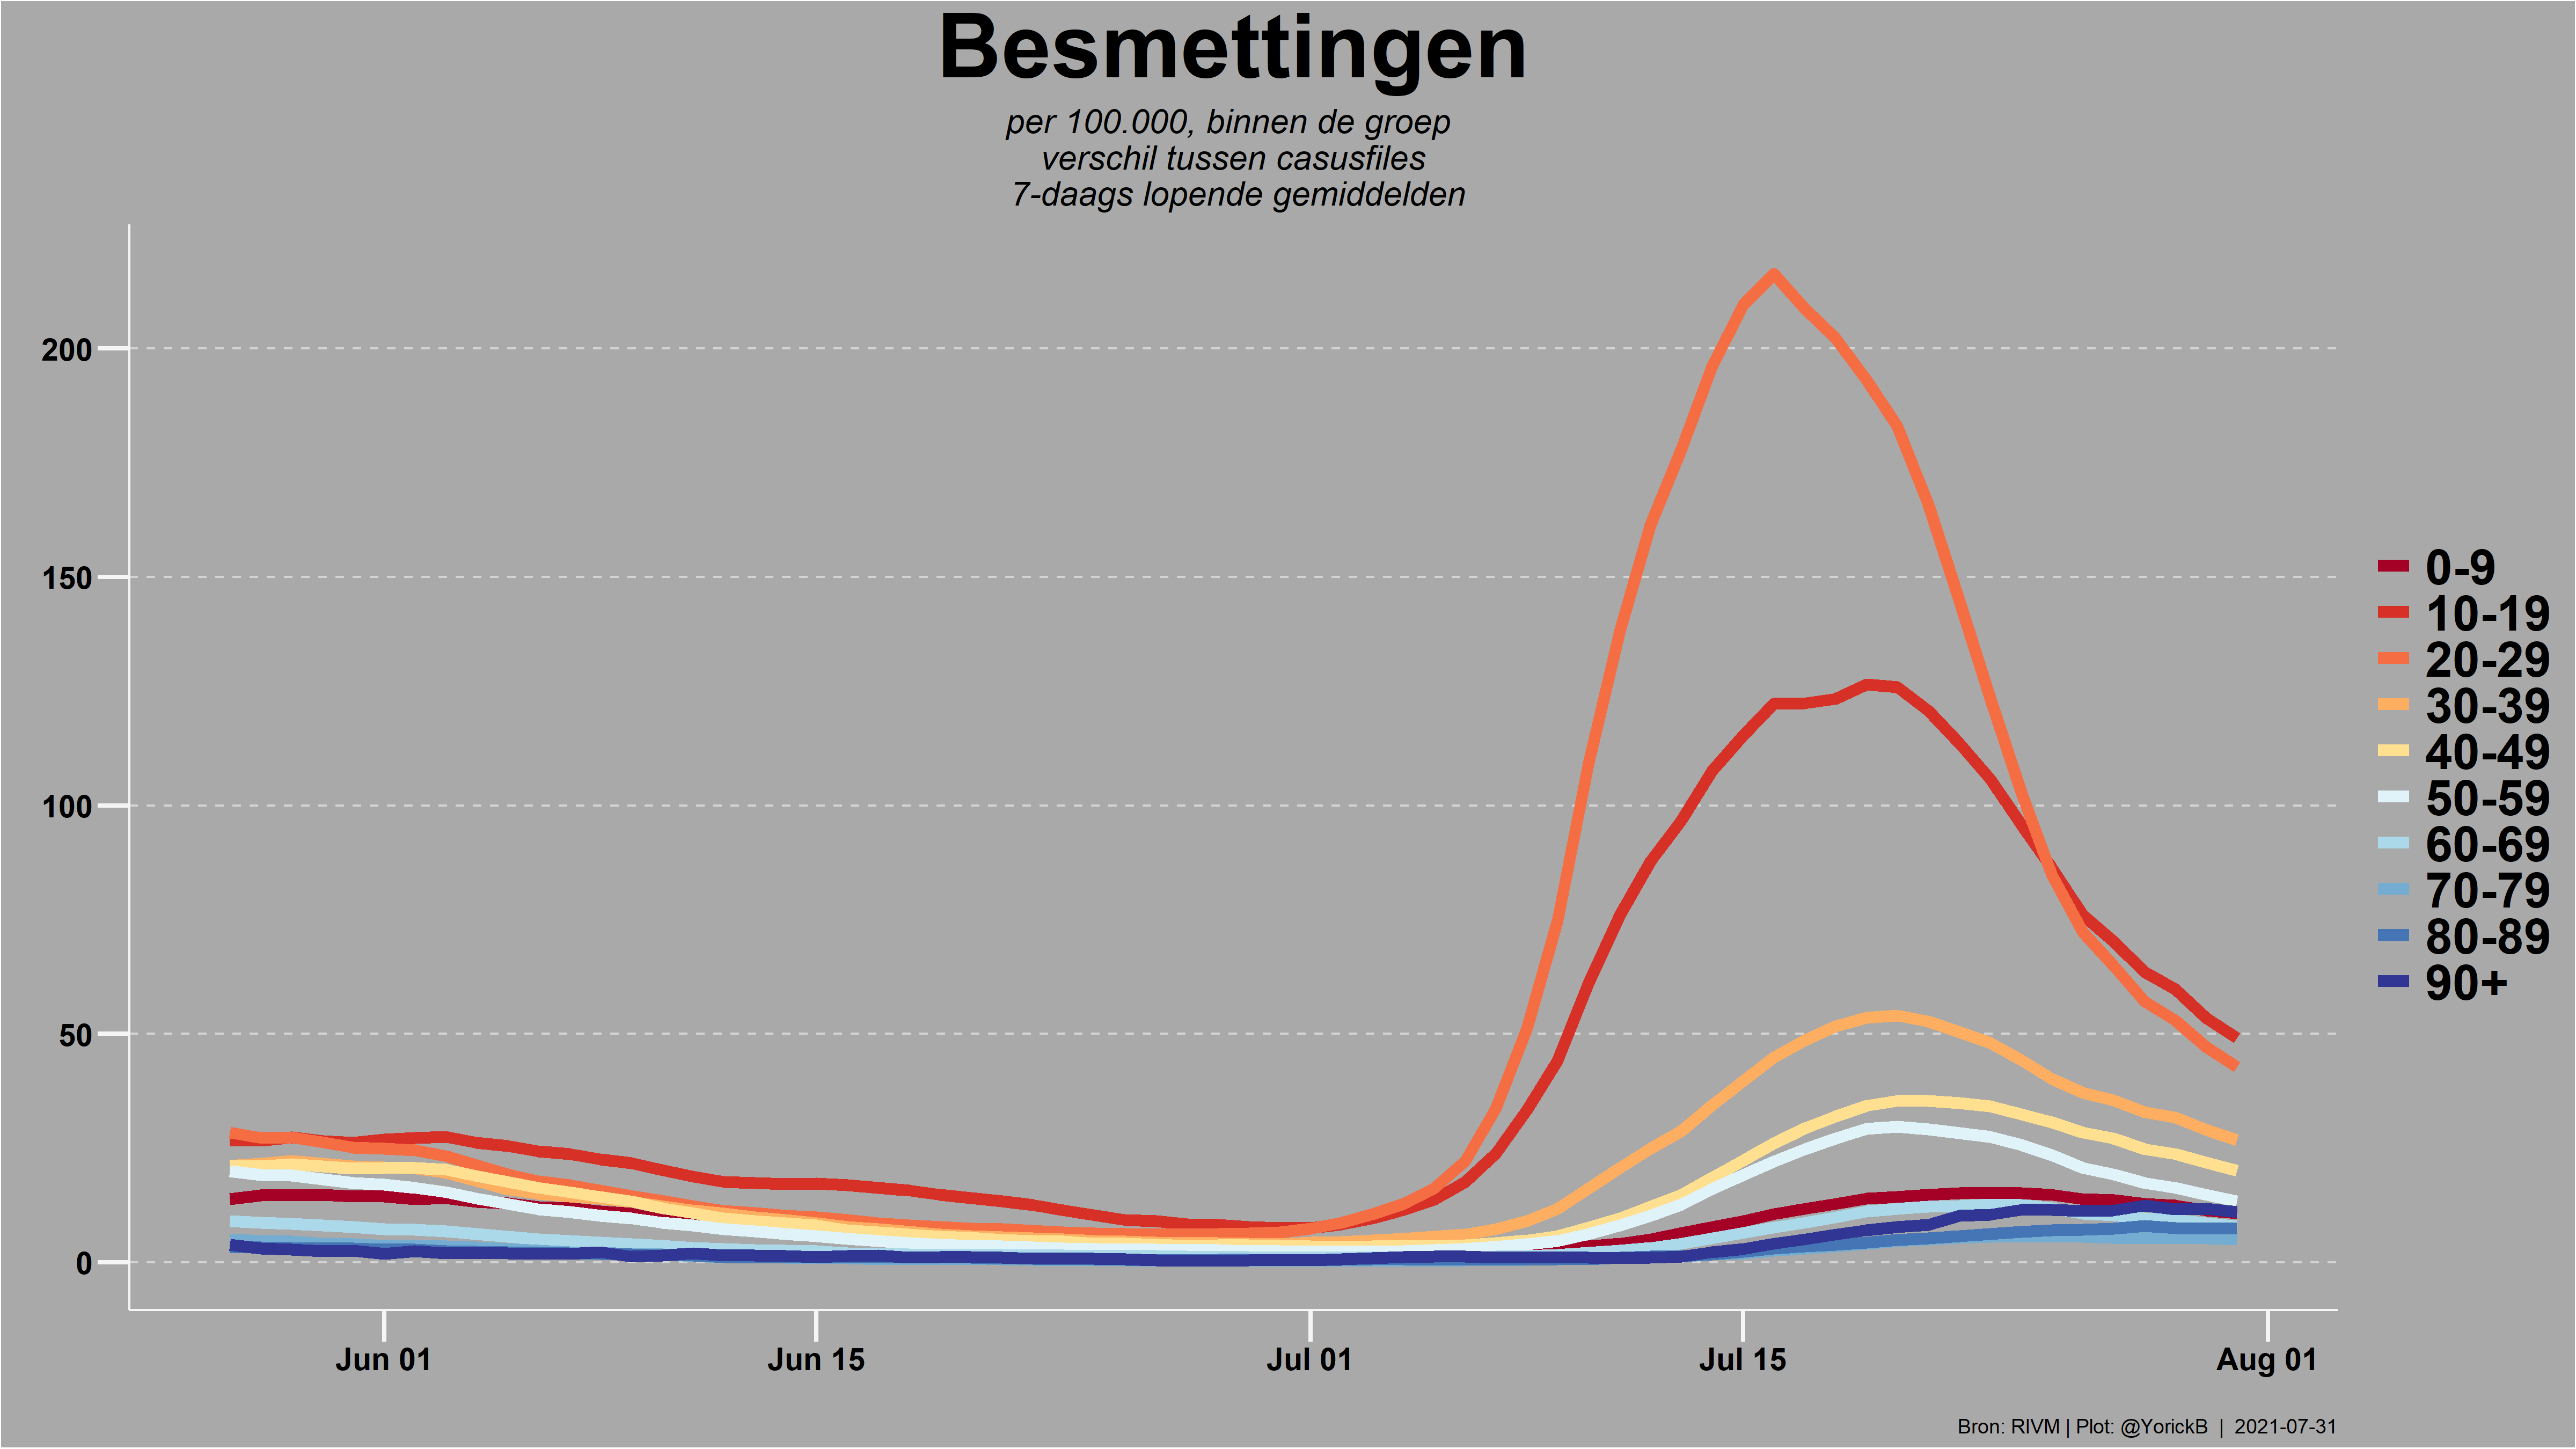 Besmettingen
per 100.000, binnen de groep
verschil tussen casusfiles
7-daags lopende gemiddelden
200
150
100
50
0
Jun 01
Jun 15
Jul 01
Jul 15
Aug 01
0-9
10-19
20-29
30-39
40-49
50-59
60-69
70-79
80-89
90+
Bron: RIVM | Plot: @YorickB | 2021-07-31